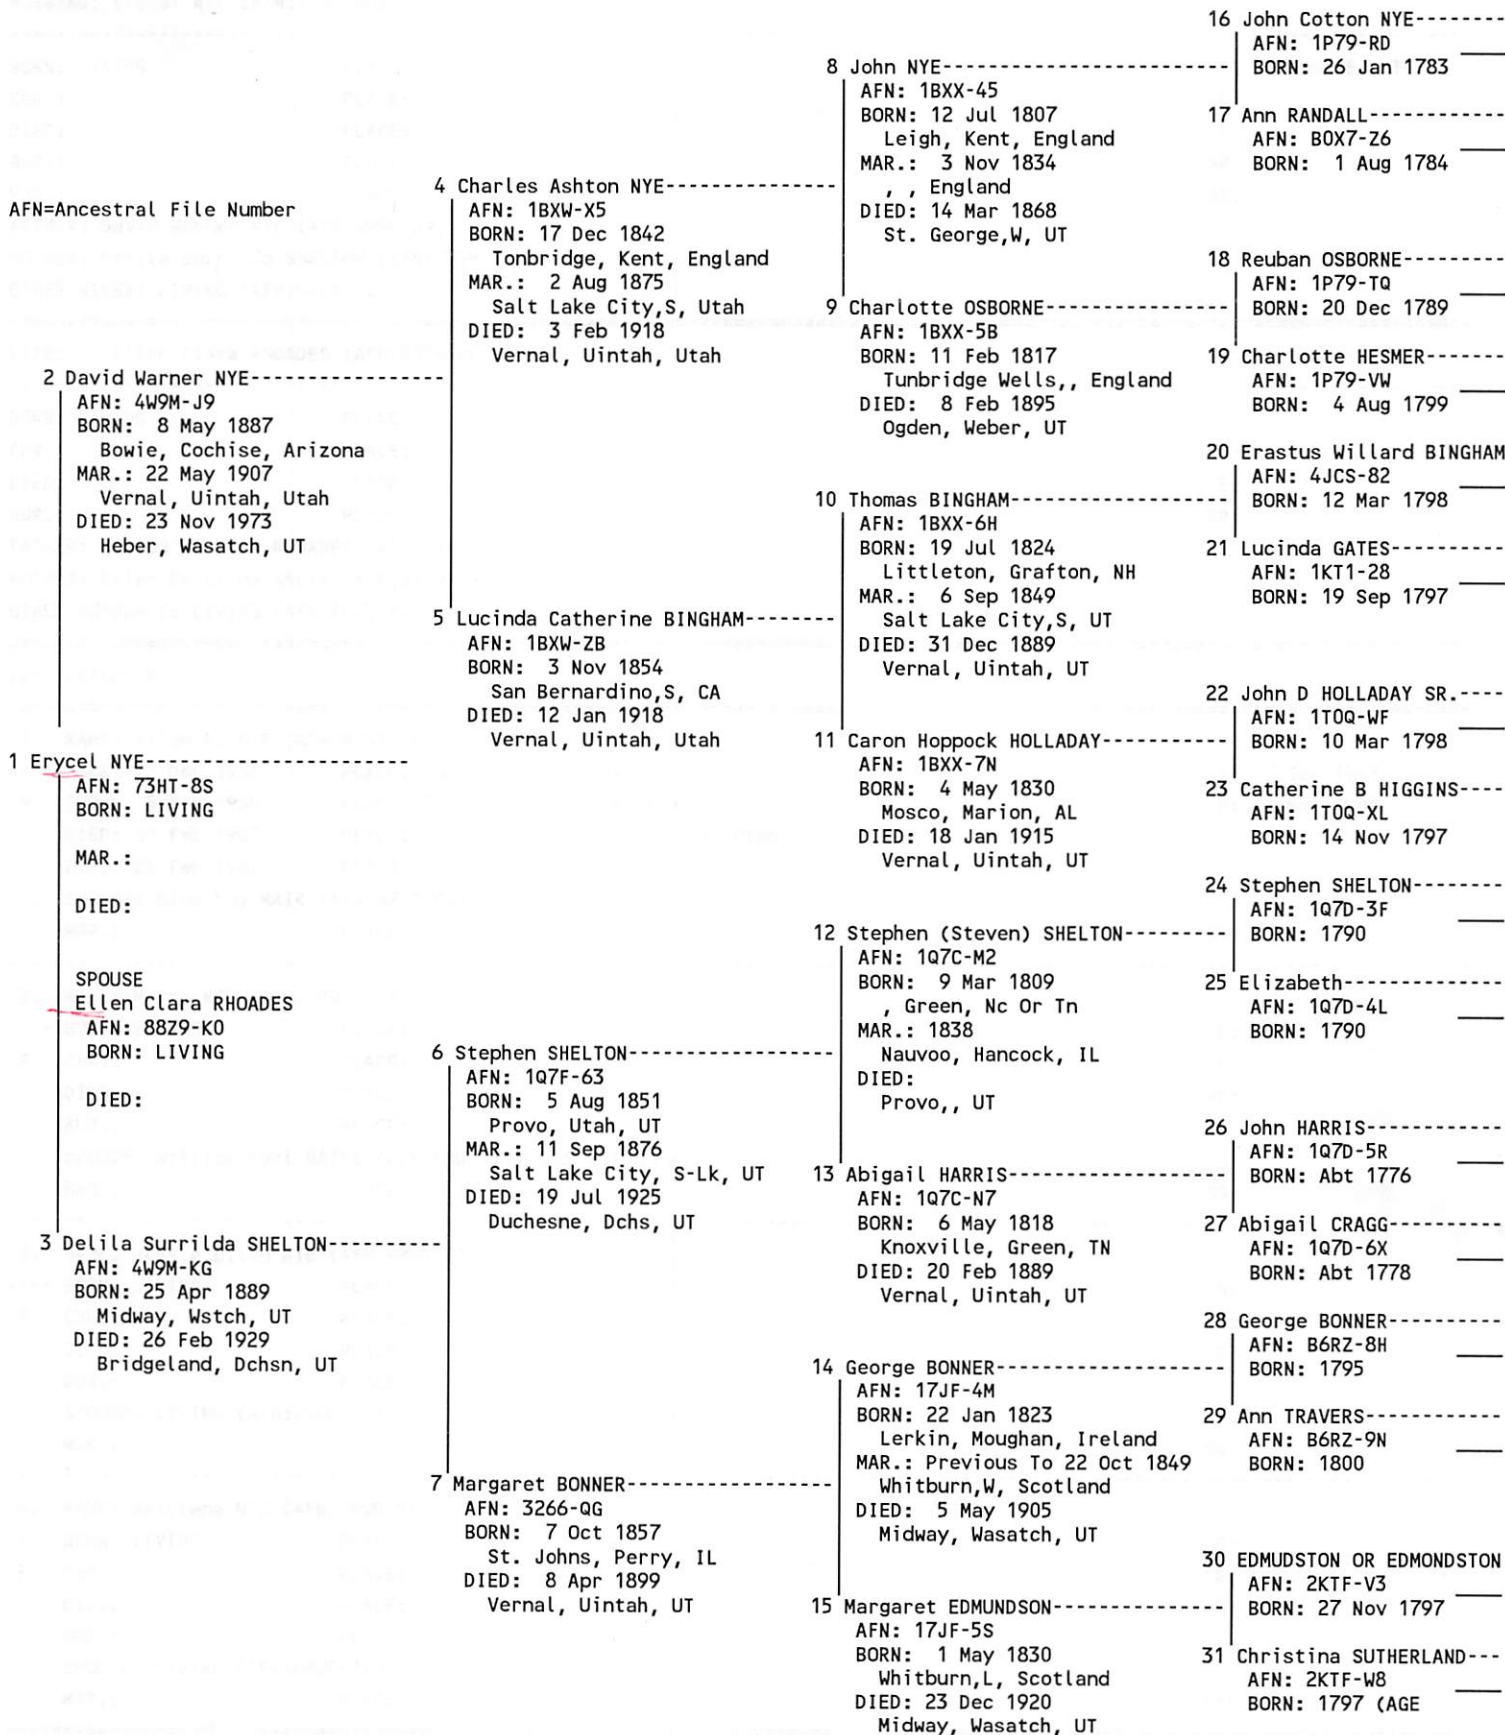 AFN=Ancestral File Number
1 Erycel NYE--------------------
AFN: 73HT-8S
BORN: LIVING
MAR.:
DIED:
SPOUSE
Ellen Clara RHOADES
AFN: 88Z9-K0
BORN: LIVING
DIED:
2 David Warner NYE---------------
AFN: 4W9M-J9
BORN: 8 May 1887
Bowie, Cochise, Arizona
MAR.: 22 May 1907
Vernal, Uintah, Utah
DIED: 23 Nov 1973
Heber, Wasatch, UT
3 Delila Surrilda SHELTON---------
AFN: 4W9M-KG
BORN: 25 Apr 1889
Midway, Wstch, UT
DIED: 26 Feb 1929
Bridgeland, Dchsn, UT
4 Charles Ashton NYE-------------
AFN: 1BXW-X5
BORN: 17 Dec 1842
Tonbridge, Kent, England
MAR.: 2 Aug 1875
Salt Lake City,S, Utah
DIED: 3 Feb 1918
Vernal, Uintah, Utah
5 Lucinda Catherine BINGHAM-------
AFN: 1BXW-ZB
BORN: 3 Nov 1854
San Bernardino,S, CA
DIED: 12 Jan 1918
Vernal, Uintah, Utah
6 Stephen SHELTON---------------
AFN: 1Q7F-63
BORN: 5 Aug 1851
Provo, Utah, UT
MAR.: 11 Sep 1876
Salt Lake City, S-Lk, UT
DIED: 19 Jul 1925
Duchesne, Dchs, UT
7 Margaret BONNER---------------
AFN: 3266-QG
BORN: 7 Oct 1857
St. Johns, Perry, IL
DIED: 8 Apr 1899
Vernal, Uintah, UT
8 John NYE----------------------
AFN: 1BXX-45
BORN: 12 Jul 1807
Leigh, Kent, England
MAR.: 3 Nov 1834
, , England
DIED: 14 Mar 1868
St. George,W, UT
9 Charlotte OSBORNE-------------
AFN: 1BXX-5B
BORN: 11 Feb 1817
Tunbridge Wells,, England
DIED: 8 Feb 1895
Ogden, Weber, UT
10 Thomas BINGHAM----------------
AFN: 1BXX-6H
BORN: 19 Jul 1824
Littleton, Grafton, NH
MAR.: 6 Sep 1849
Salt Lake City,S, UT
DIED: 31 Dec 1889
Vernal, Uintah, UT
11 Caron Hoppock HOLLADAY---------
AFN: 1BXX-7N
BORN: 4 May 1830
Mosco, Marion, AL
DIED: 18 Jan 1915
Vernal, Uintah, UT
12 Stephen (Steven) SHELTON-------
AFN: 1Q7C-M2
BORN: 9 Mar 1809
, Green, Nc Or Tn
MAR.: 1838
Nauvoo, Hancock, IL
DIED:
Provo,, UT
13 Abigail HARRIS----------------
AFN: 1Q7C-N7
BORN: 6 May 1818
Knoxville, Green, TN
DIED: 20 Feb 1889
Vernal, Uintah, UT
14 George BONNER-----------------
AFN: 17JF-4M
BORN: 22 Jan 1823
Lerkin, Moughan, Ireland
MAR.: Previous To 22 Oct 1849
Whitburn,W, Scotland
DIED: 5 May 1905
Midway, Wasatch, UT
15 Margaret EDMUNDSON------------
AFN: 17JF-5S
BORN: 1 May 1830
Whitburn,L, Scotland
DIED: 23 Dec 1920
Midway, Wasatch, UT
16 John Cotton NYE--------
AFN: 1P79-RD
BORN: 26 Jan 1783
17 Ann RANDALL-----------
AFN: B0X7-Z6
BORN: 1 Aug 1784
18 Reuban OSBORNE--------
AFN: 1P79-TQ
BORN: 20 Dec 1789
19 Charlotte HESMER------
AFN: 1P79-VW
BORN: 4 Aug 1799
20 Erastus Willard BINGHAM
AFN: 4JCS-82
BORN: 12 Mar 1798
21 Lucinda GATES---------
AFN: 1KT1-28
BORN: 19 Sep 1797
22 John D HOLLADAY SR.----
AFN: 1T0Q-WF
BORN: 10 Mar 1798
23 Catherine B HIGGINS----
AFN: 1T0Q-XL
BORN: 14 Nov 1797
24 Stephen SHELTON-------
AFN: 1Q7D-3F
BORN: 1790
25 Elizabeth-------------
AFN: 1Q7D-4L
BORN: 1790
26 John HARRIS-----------
AFN: 1Q7D-5R
BORN: Abt 1776
27 Abigail CRAGG---------
AFN: 1Q7D-6X
BORN: Abt 1778
28 George BONNER---------
AFN: B6RZ-8H
BORN: 1795
29 Ann TRAVERS-----------
AFN: B6RZ-9N
BORN: 1800
30 EDMUDSTON OR EDMONDSTON
AFN: 2KTF-V3
BORN: 27 Nov 1797
31 Christina SUTHERLAND---
AFN: 2KTF-W8
BORN: 1797 (AGE